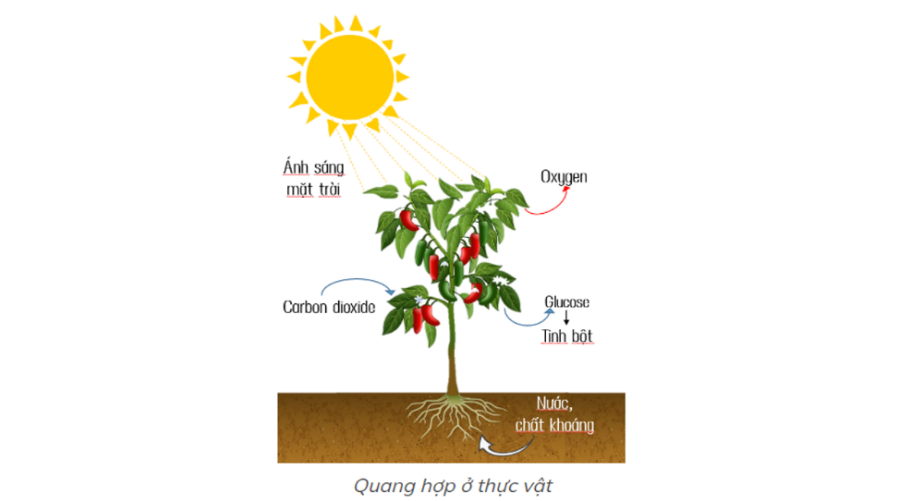 Ánh sáng
mặt trời
Oxygen
Carbon dioxide
Glucose
Tinh bột
Nước,
chất khoáng
Quang hợp ở thực vật